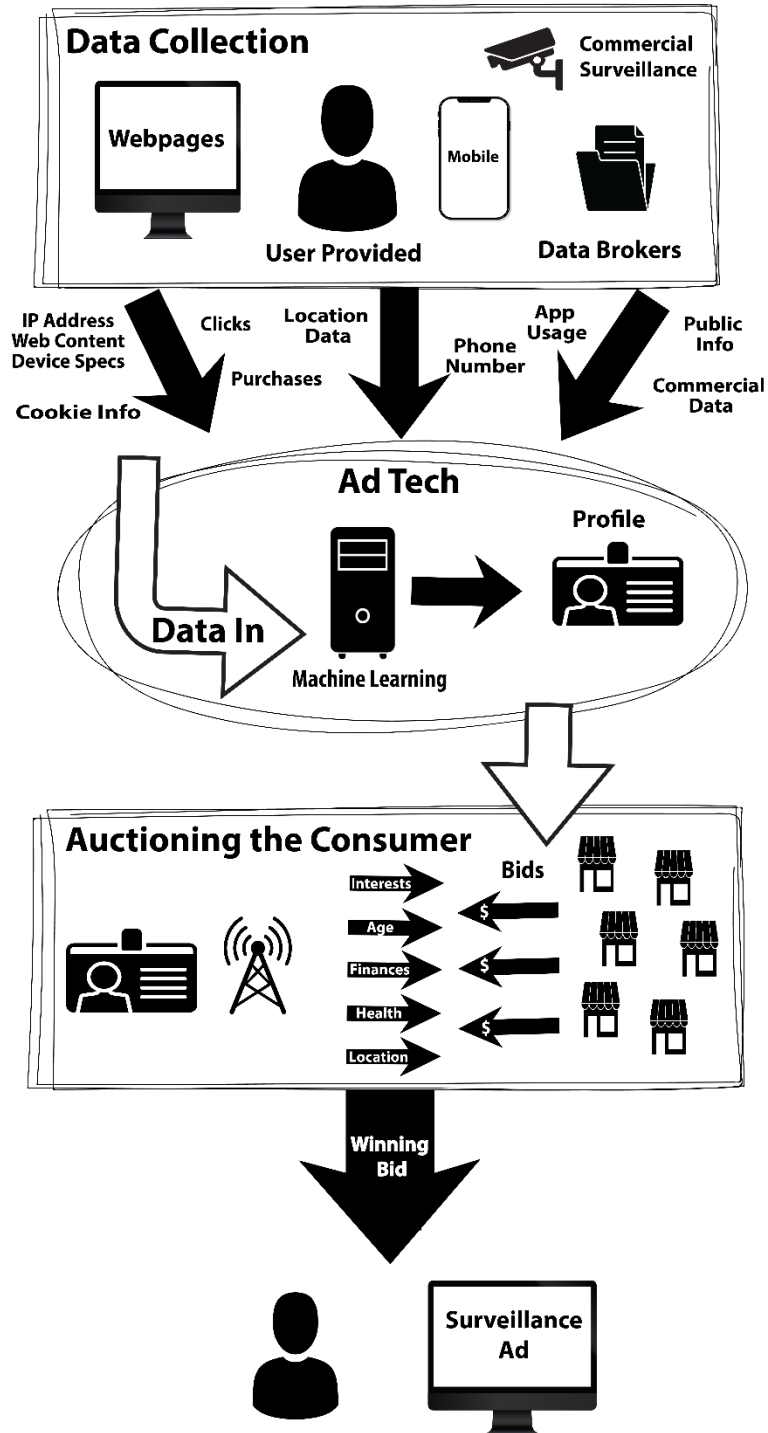 Data Collection
Commercial
Surveillance
Webpages
Mobile
User Provided
Data Brokers
IP Address
Web Content
Device Specs
Clicks
Location
Data
App
Usage
Public
Info
Purchases
Phone
Number
Commercial
Data
Cookie Info
Ad Tech
Profile
Data In
Machine Learning
Auctioning the Consumer
Bids
Interests
$
Age
Finances
$
Health
$
Location
Winning
Bid
Surveillance
Ad